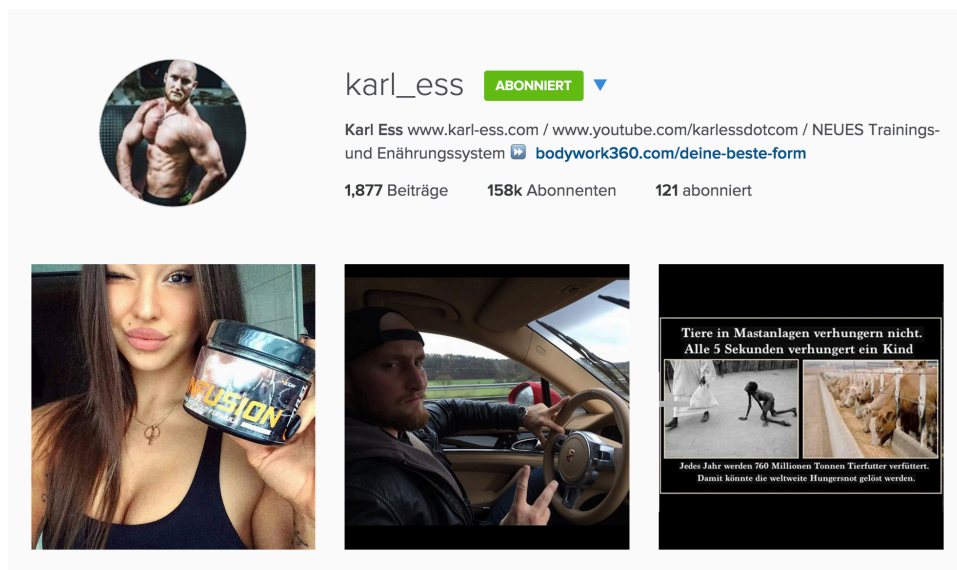 karl_ess ABONNIERT
Karl Ess www.karl-ess.com / www.youtube.com/karlessdotcom / NEUES Trainings-
und Enährungssystem bodywork360.com/deine-beste-form
1,877 Beiträge 158k Abonnenten 121 abonniert
FUSION
Tiere in Mastanlagen verhungern nicht.
Alle 5 Sekunden verhungert ein Kind
Jedes Jahr werden 760 Millionen Tonnen Tierfutter verfüttert.
Damit könnte die weltweite Hungersnot gelöst werden.